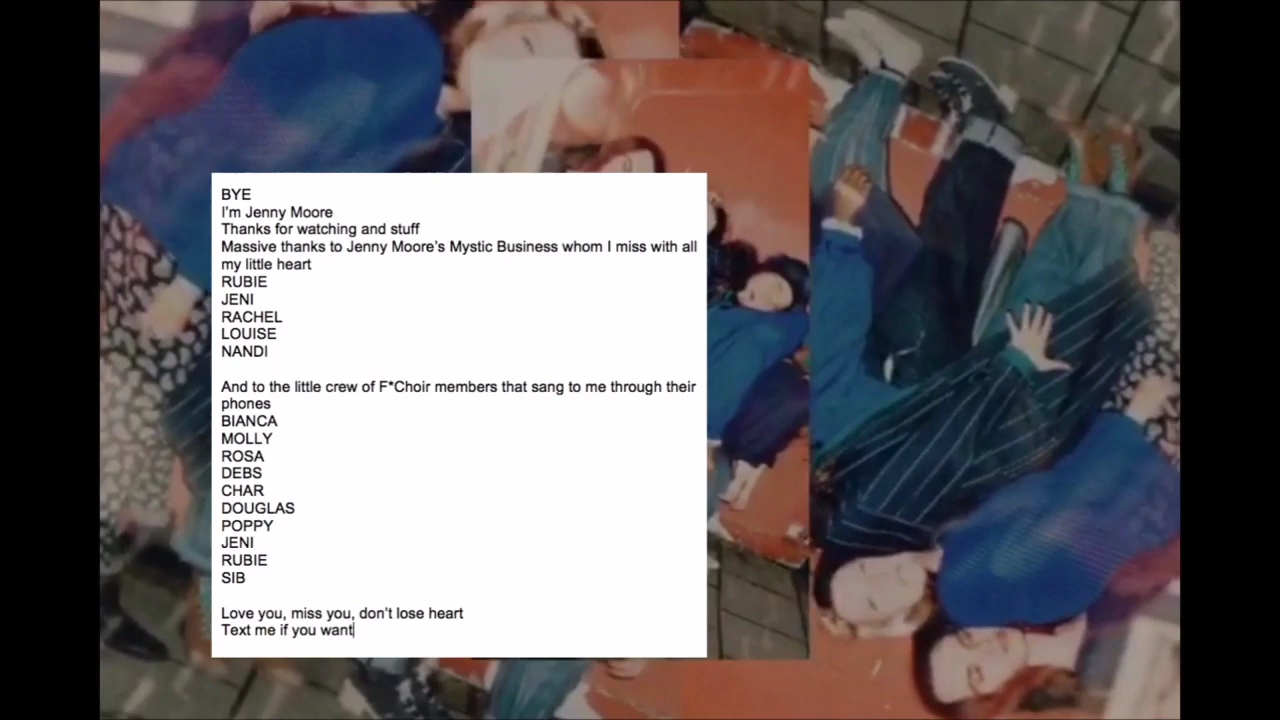 BYE
I'm Jenny Moore
Thanks for watching and stuff
Massive thanks to Jenny Moore's Mystic Business whom I miss with all
my little heart
RUBIE
JENI
RACHEL
LOUISE
NANDI
And to the little crew of F*Choir members that sang to me through their
phones
BIANCA
MOLLY
ROSA
DEBS
CHAR
DOUGLAS
POPPY
JENI
RUBIE
SIB
Love you, miss you, don't lose heart
Text me if you want